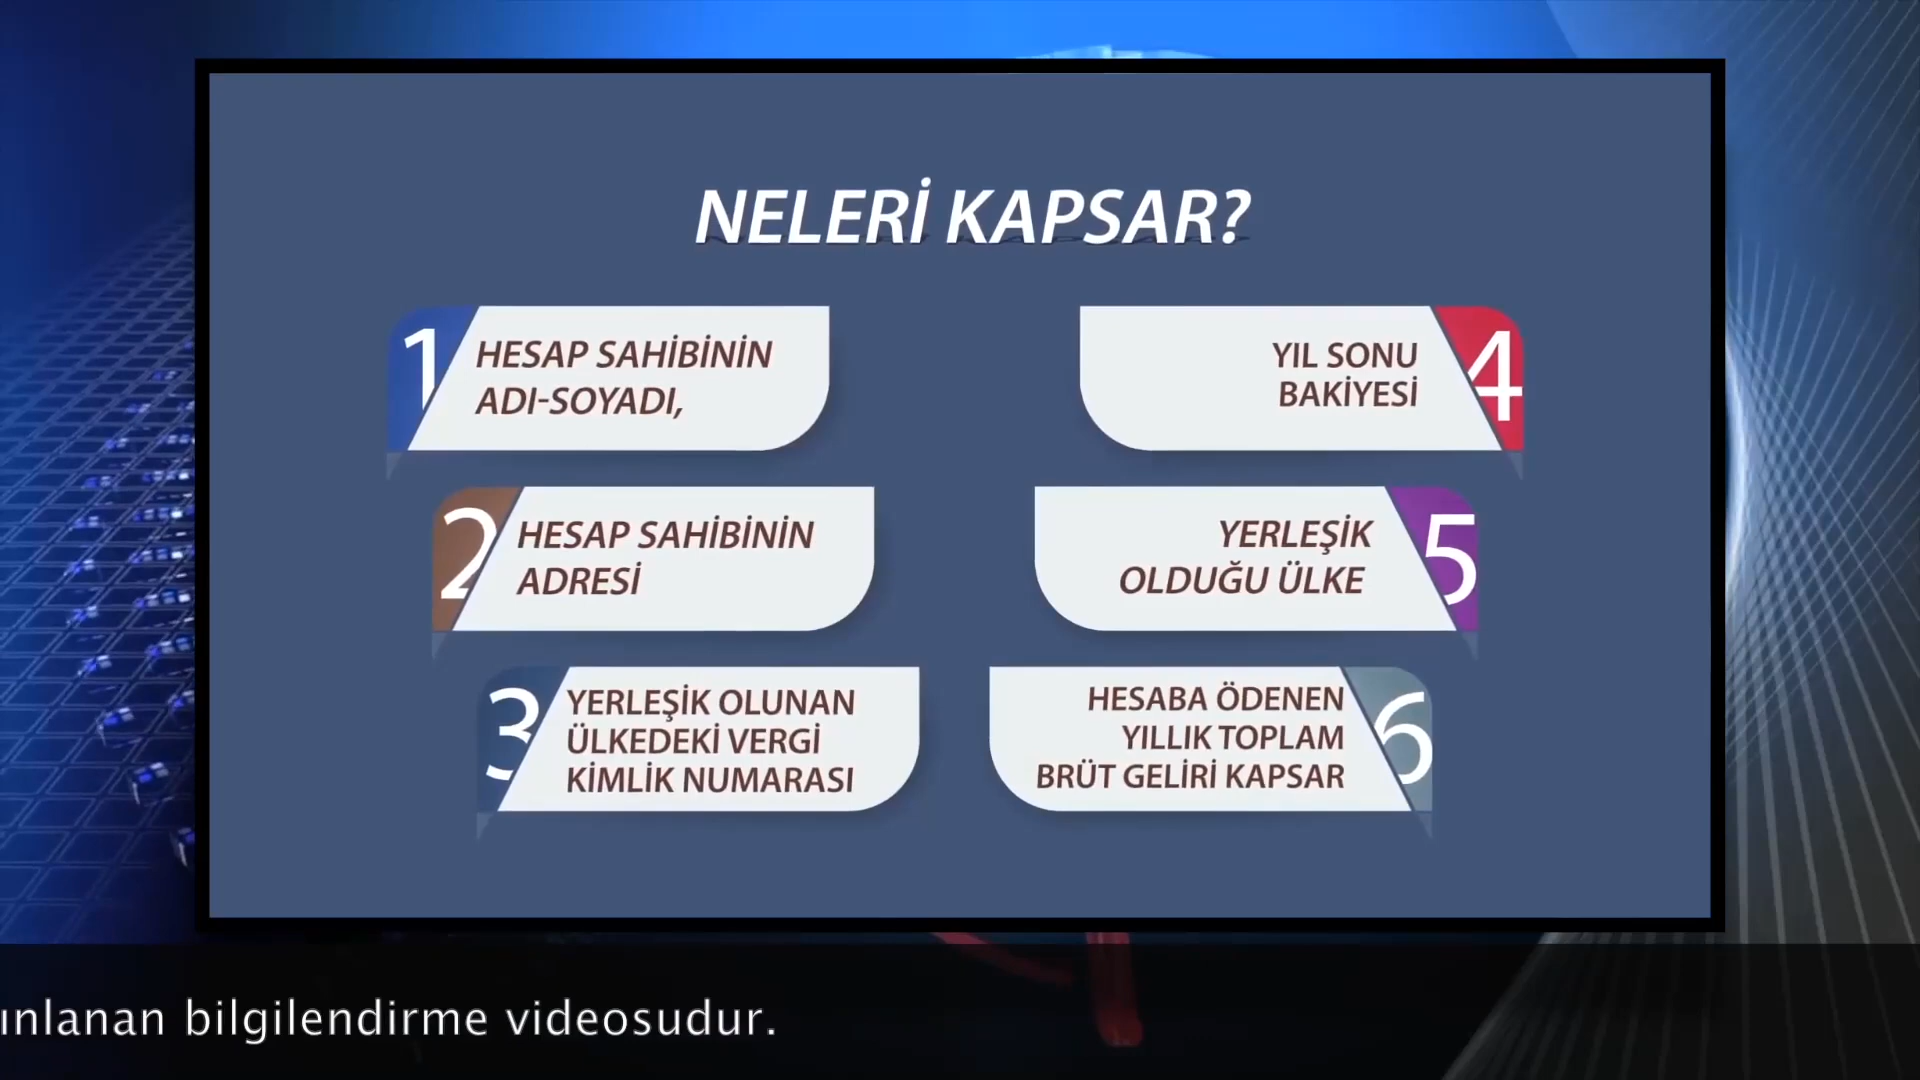 NELERİ KAPSAR?
1
HESAP SAHİBİNİN
ADI-SOYADI,
2
HESAP SAHİBİNİN
ADRESİ
3
YERLEŞİK OLUNAN
ÜLKEDEKİ VERGİ
KİMLİK NUMARASI
4
YIL SONU
BAKİYESİ
5
YERLEŞİK
OLDUĞU ÜLKE
6
HESABA ÖDENEN
YILLIK TOPLAM
BRÜT GELİRİ KAPSAR
bilgilendirme videosudur.